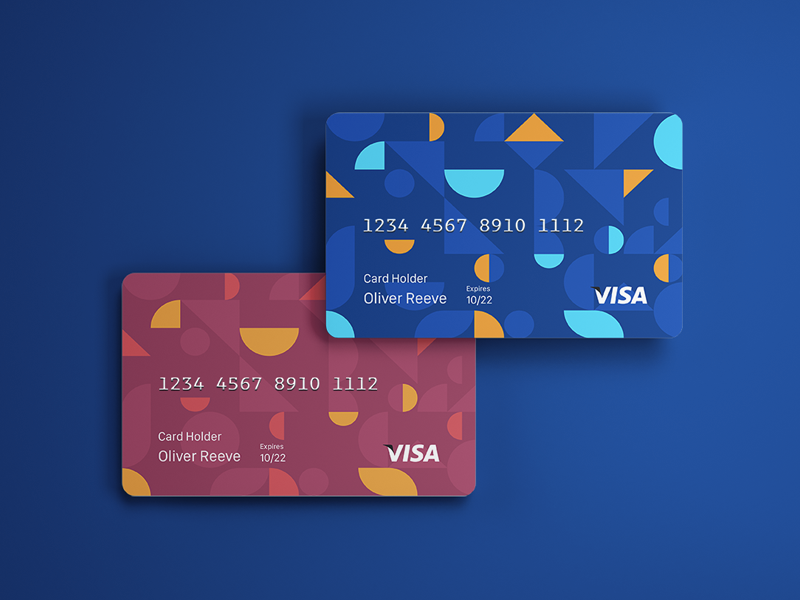 1234 4567 8910 1112
Card Holder
Oliver Reeve
Expires
10/22
VISA
1234 4567 8910 1112
Card Holder
Oliver Reeve
Expires
10/22
VISA